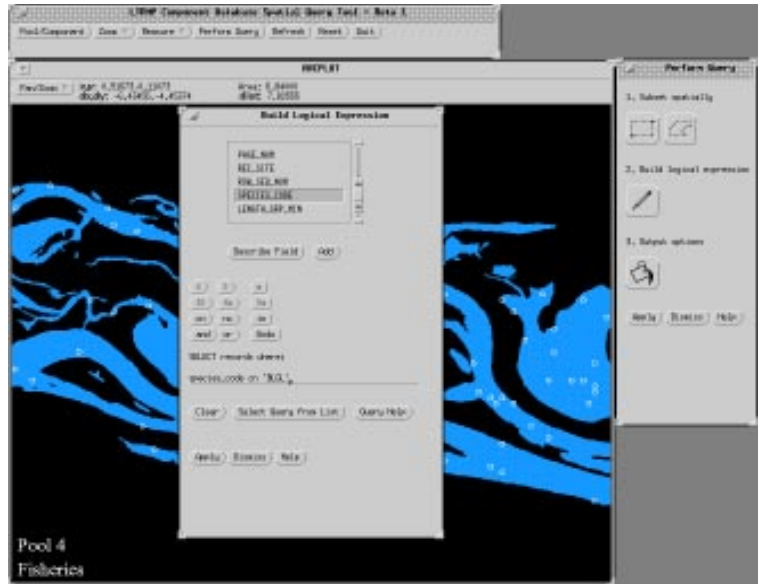 LTRMP Component Database Spatial Query Tool - Beta 1
Pool/Component Zoom Measure Perform Query Refresh Reset Quit
ARCPLOT
Pan/Zoom
Build Logical Expression
PAGE_NUM
REC_SITE
ROW_SEQ_NUM
SPECIES_CODE
LENGTH_GRP_MIN
Describe Field Add
and or Undo
SELECT records where:
species_code cn 'BLGL'
Clear Select Query from List Query Help
Apply Dismiss Help
Pool 4
Fisheries
Perform Query
1. Subset spatially
2. Build logical expression
3. Output options
Apply Dismiss Help